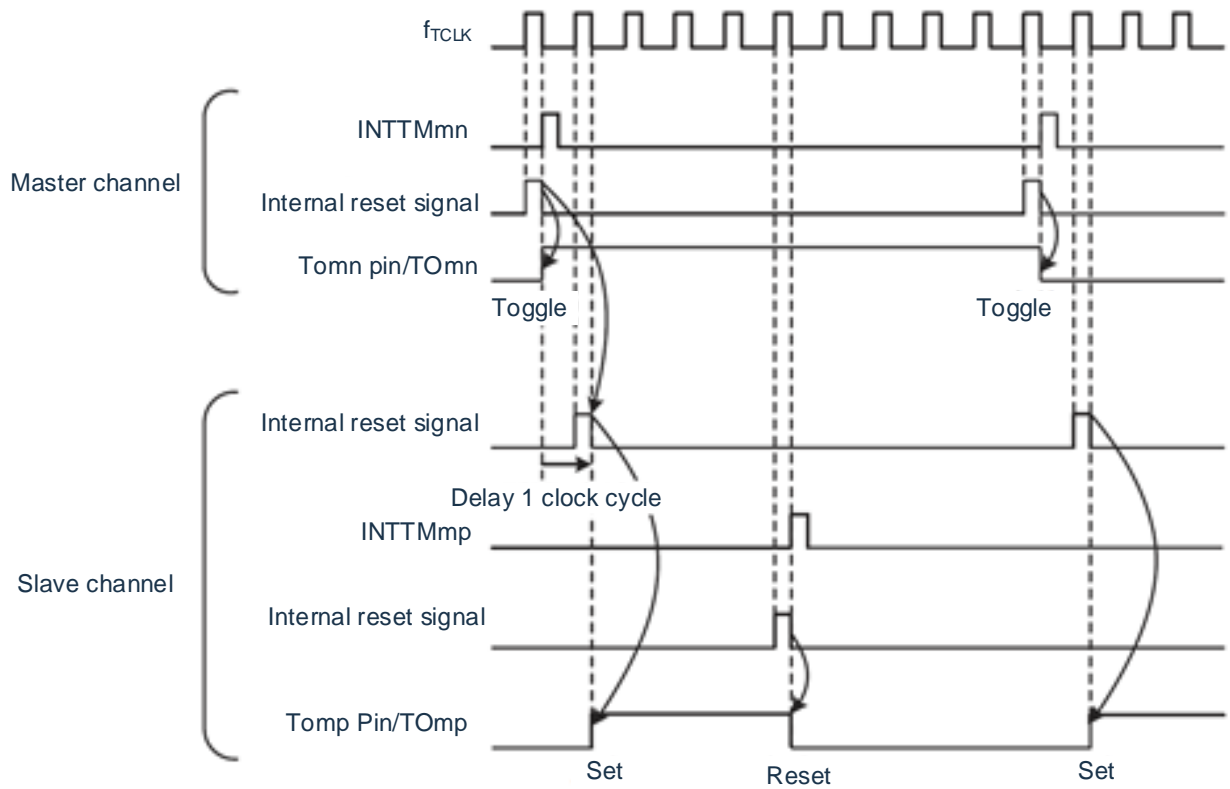 fTCLK
INTTMmn
Master channel
Internal reset signal
Tomn pin/TOmn
Toggle
Toggle
Internal reset signal
Delay 1 clock cycle
INTTMmp
Slave channel
Internal reset signal
Tomp Pin/TOmp
Set
Reset
Set